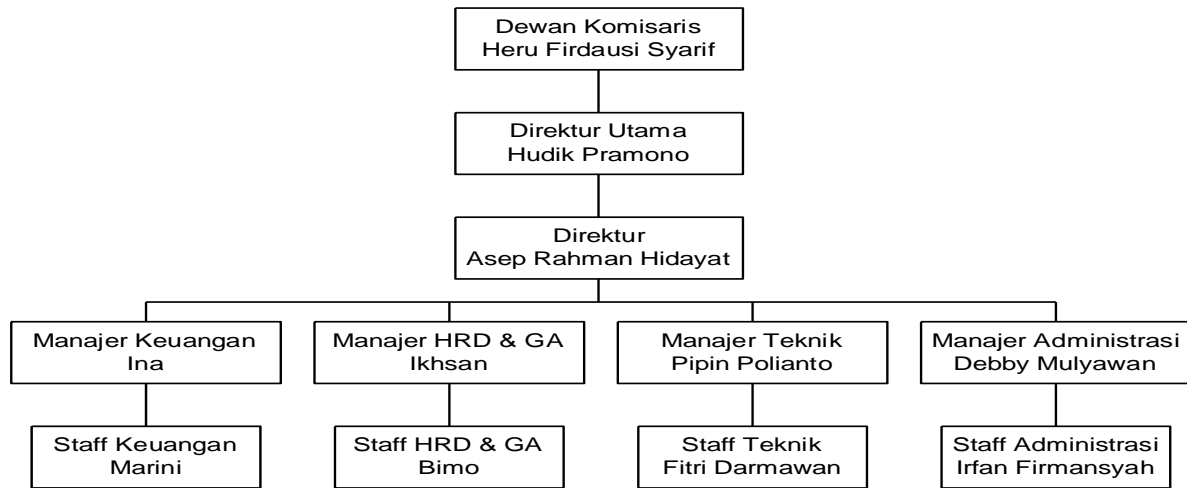 Dewan Komisaris
Heru Firdausi Syarif
Direktur Utama
Hudik Pramono
Direktur
Asep Rahman Hidayat
Manajer Keuangan
Ina
Manajer HRD & GA
Ikhsan
Manajer Teknik
Pipin Polianto
Manajer Administrasi
Debby Mulyawan
Staff Keuangan
Marini
Staff HRD & GA
Bimo
Staff Teknik
Fitri Darmawan
Staff Administrasi
Irfan Firmansyah